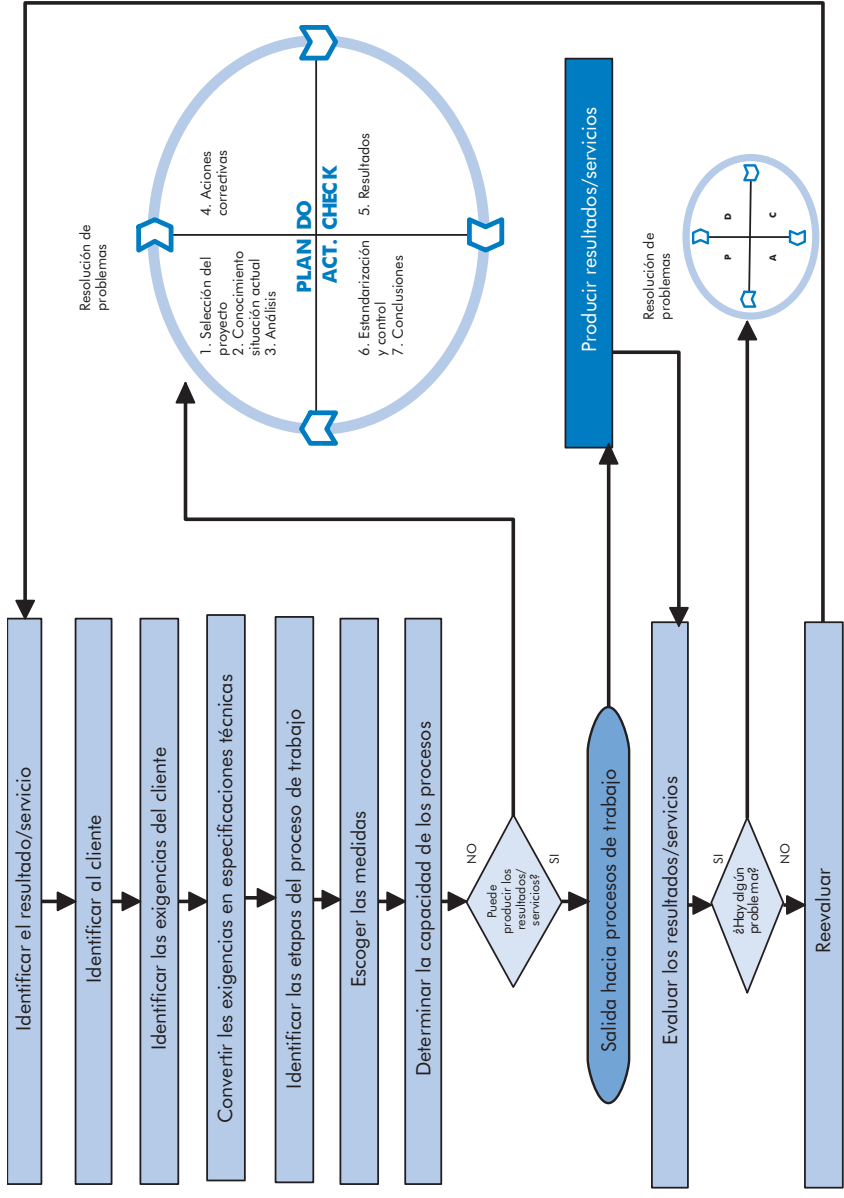 Identificar el resultado/servicio
Identificar al cliente
Identificar las exigencias del cliente
Convertir les exigencias en especificaciones técnicas
Identificar las etapas del proceso de trabajo
Escoger las medidas
Determinar la capacidad de los procesos
Puede
producir los
resultados/
servicios?
NO
SI
Resolución de
problemas
1. Selección del
proyecto
2. Conocimiento
situación actual
3. Análisis
4. Aciones
correctivas
PLAN DO
ACT. CHECK
5. Resultados
6. Estandarización
y control
7. Conclusiones
Salida hacia procesos de trabajo
Producir resultados/servicios
Evaluar los resultados/servicios
¿Hay algún
problema?
SI
NO
Resolución de
problemas
P D
A C
Reevaluar